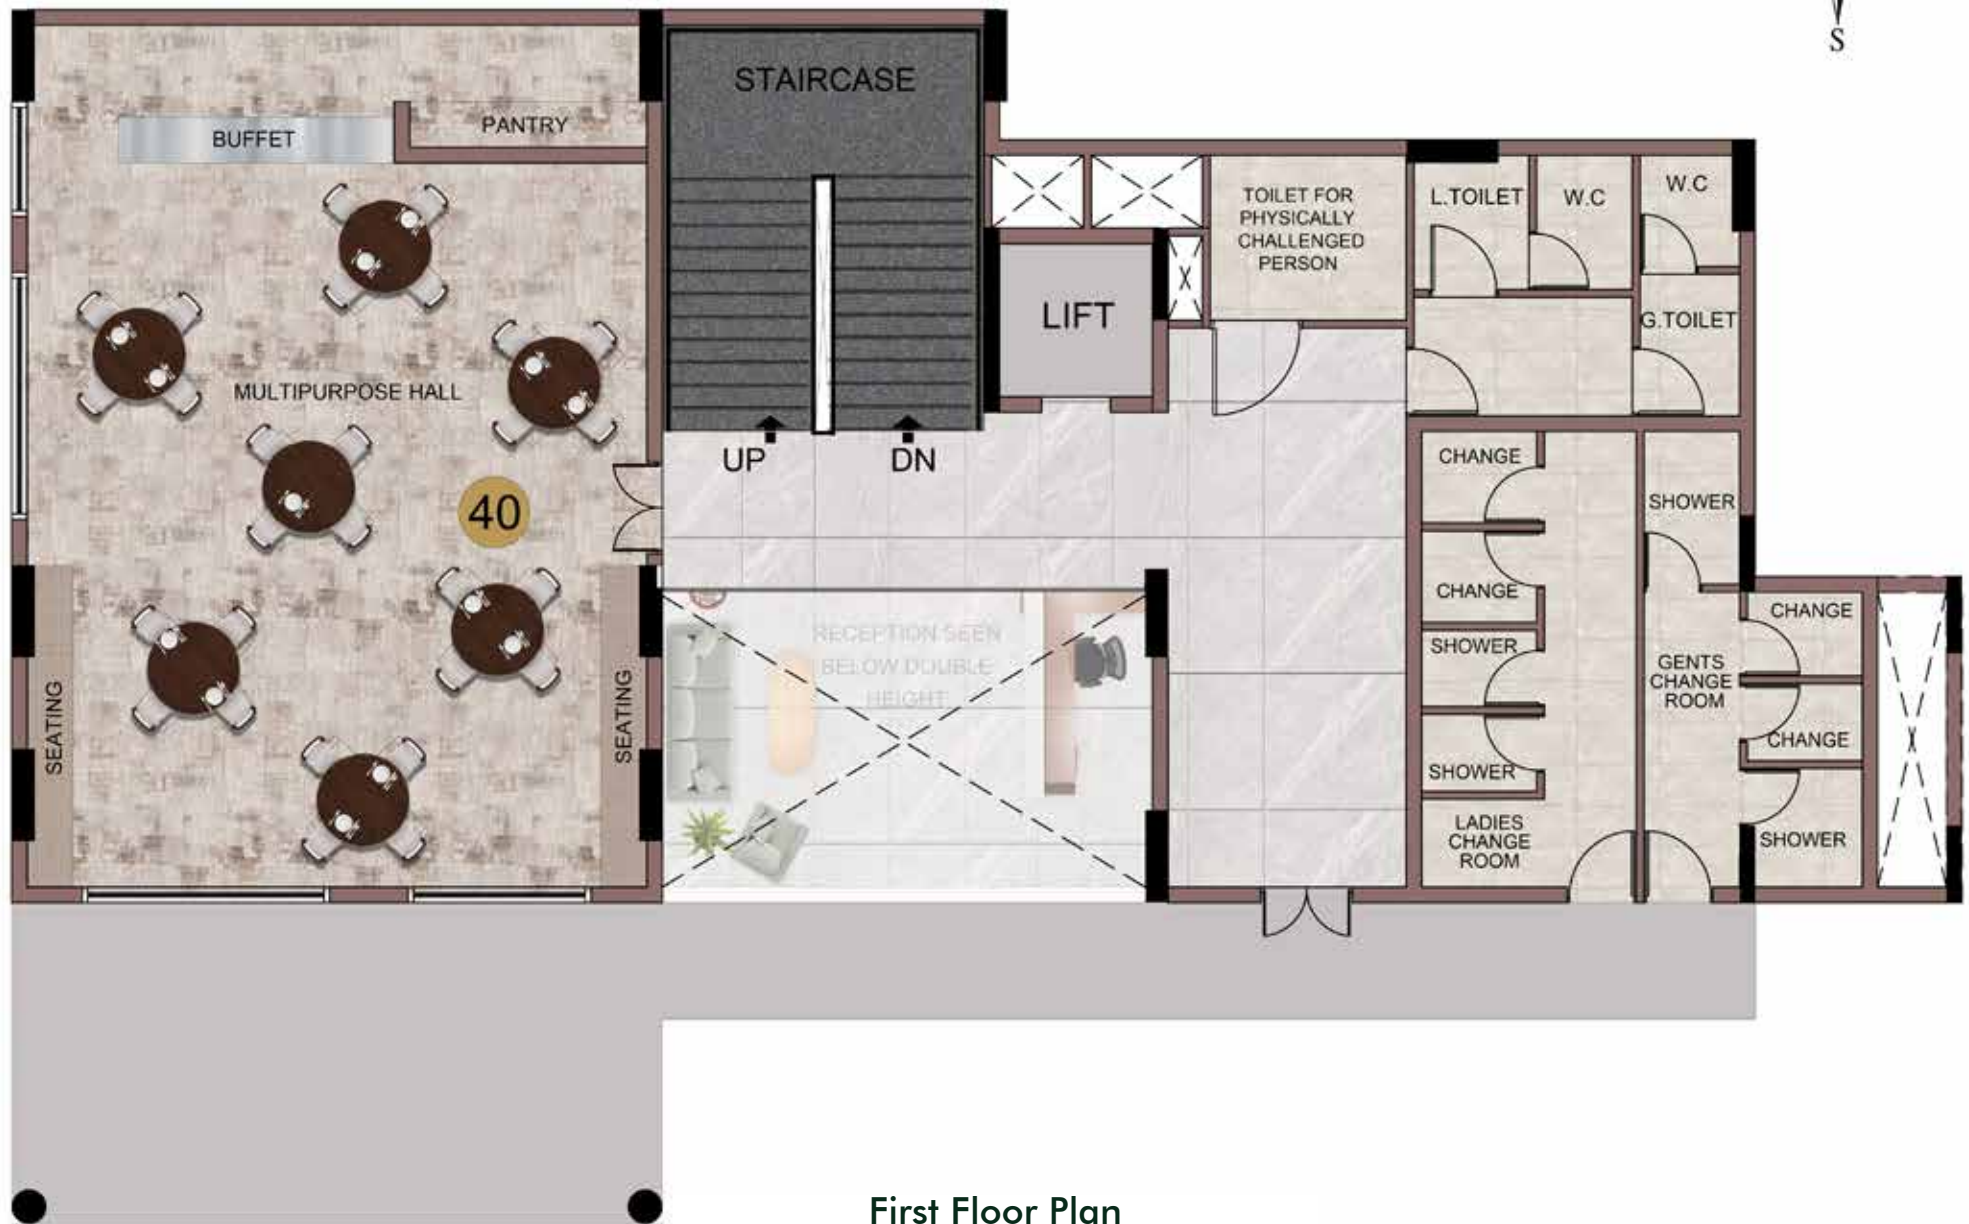 S
STAIRCASE
BUFFET
PANTRY
TOILET FOR
PHYSICALLY
CHALLENGED
PERSON
L.TOILET
W.C
W.C
LIFT
G.TOILET
MULTIPURPOSE HALL
UP
DN
40
CHANGE
SHOWER
CHANGE
SHOWER
SHOWER
LADIES
CHANGE
ROOM
GENTS
CHANGE
ROOM
CHANGE
CHANGE
SHOWER
RECEPTION SEEN
BELOW DOUBLE
HEIGHT
SEATING
SEATING
First Floor Plan